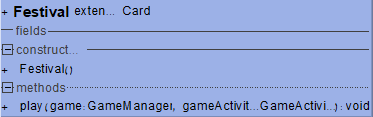 + Festival exten... Card
fields
construct...
+ Festival()
methods
+ play(game:GameManager, gameActivit...GameActivi...):void